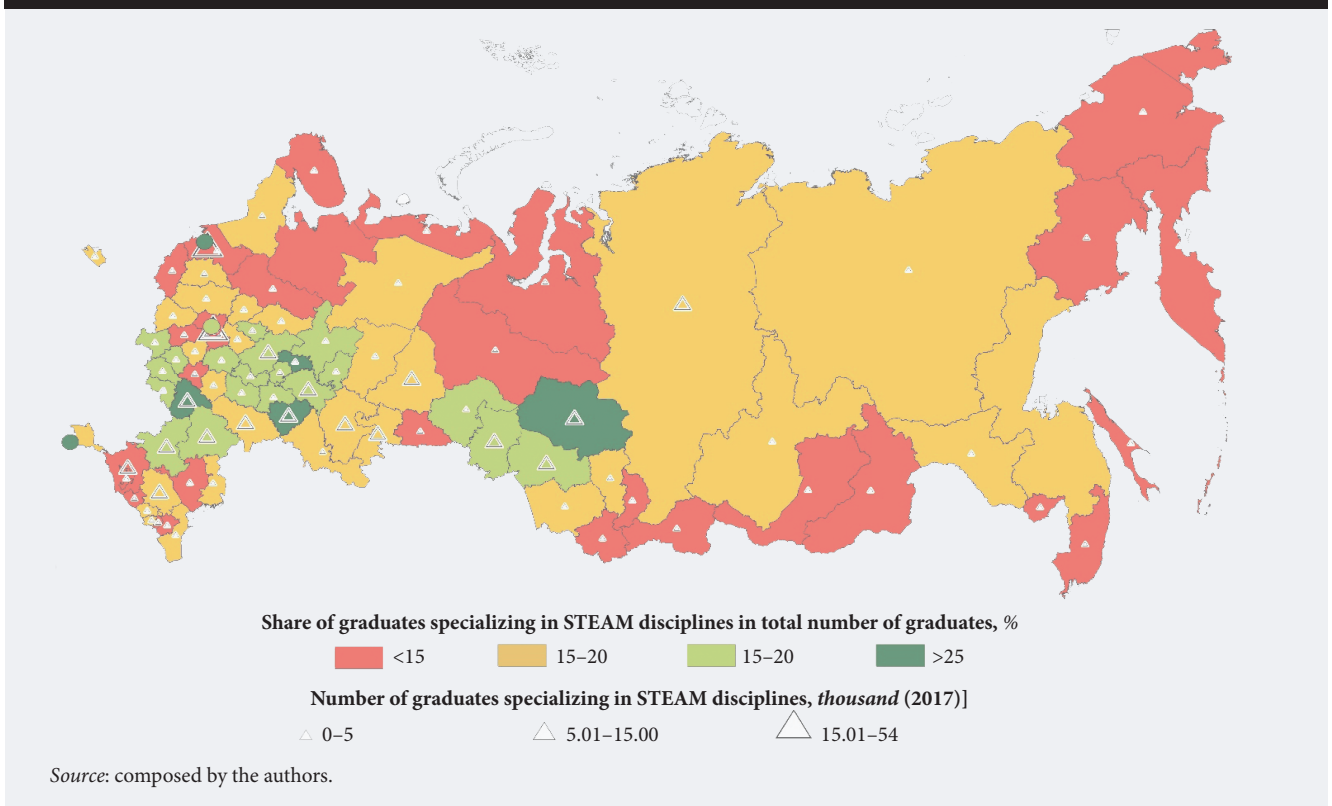 Share of graduates specializing in STEAM disciplines in total number of graduates, %
<15 15–20 15–20 >25
Number of graduates specializing in STEAM disciplines, thousand (2017)]
0–5 5.01–15.00 15.01–54
Source: composed by the authors.